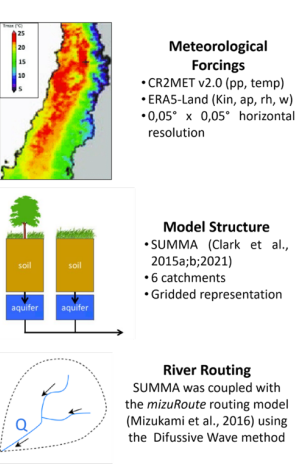 Tmax (°C)
25
20
15
10
5
Meteorological
Forcings
• CR2MET v2.0 (pp, temp)
• ERA5-Land (Kin, ap, rh, w)
• 0,05° x 0,05° horizontal
resolution
soil
soil
aquifer
aquifer
Model Structure
• SUMMA (Clark et al.,
2015a;b;2021)
• 6 catchments
• Gridded representation
Q
River Routing
SUMMA was coupled with
the mizuRoute routing model
(Mizukami et al., 2016) using
the Difussive Wave method